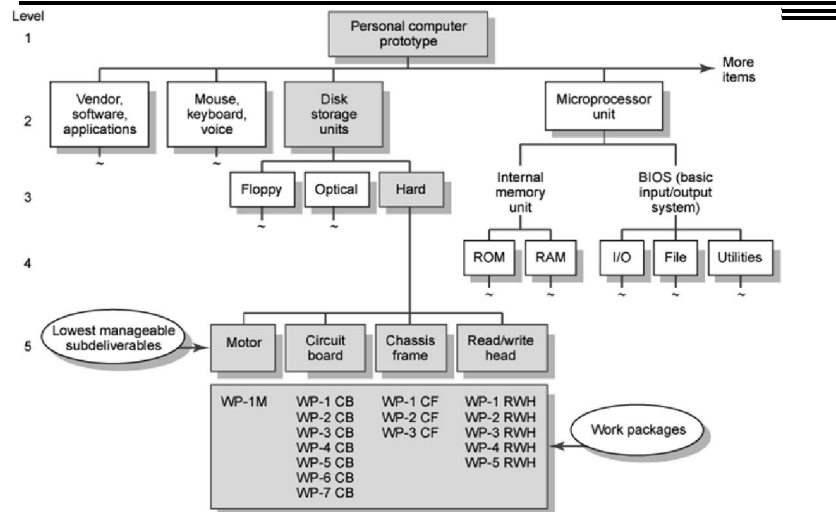 Level
1
Personal computer
prototype
More
items
2
Vendor,
software,
applications
Mouse,
keyboard,
voice
Disk
storage
units
Microprocessor
unit
~
~
3
Floppy
Optical
Hard
Internal
memory
unit
BIOS (basic
input/output
system)
~
~
4
ROM
RAM
I/O
File
Utilities
~
~
~
~
~
Lowest manageable
subdeliverables
5
Motor
Circuit
board
Chassis
frame
Read/write
head
WP-1M
WP-1 CB
WP-2 CB
WP-3 CB
WP-4 CB
WP-5 CB
WP-6 CB
WP-7 CB
WP-1 CF
WP-2 CF
WP-3 CF
WP-1 RWH
WP-2 RWH
WP-3 RWH
WP-4 RWH
WP-5 RWH
Work packages